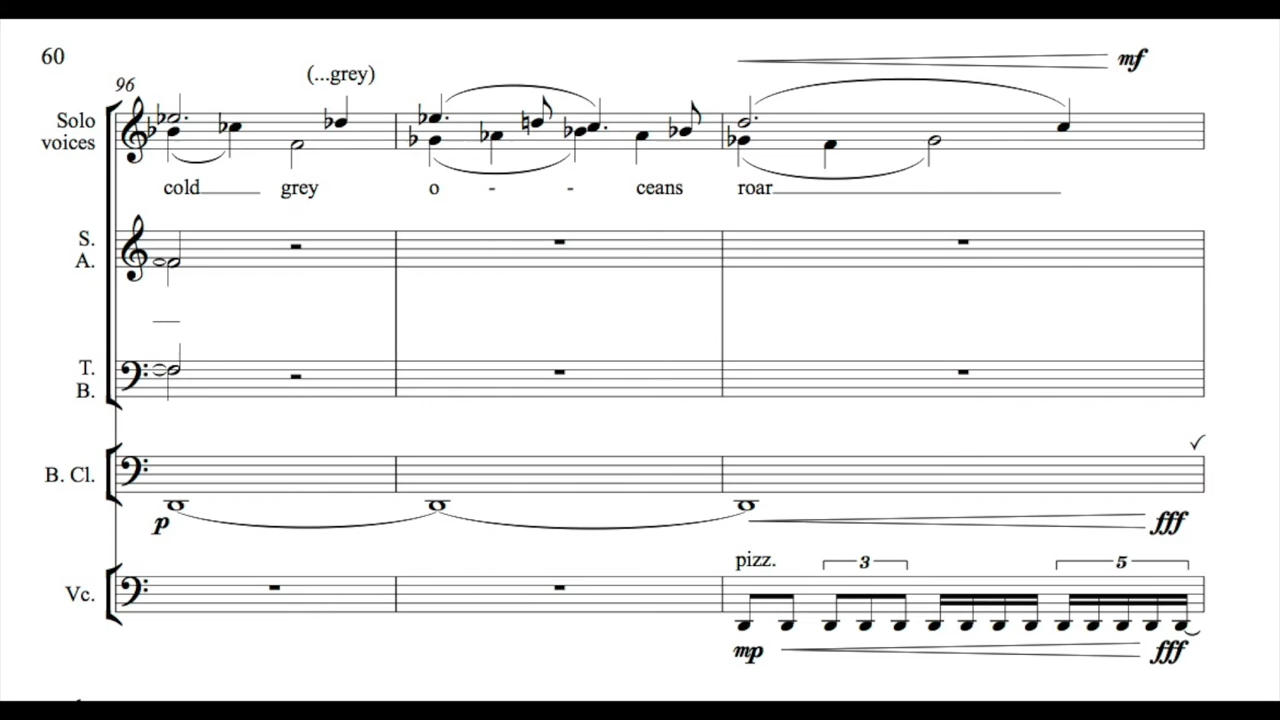 60
96
(...grey)
mf
Solo
voices
cold grey o - - ceans roar
S.
A.
T.
B.
B. Cl.
p
fff
pizz.
3
5
Vc.
mp
fff